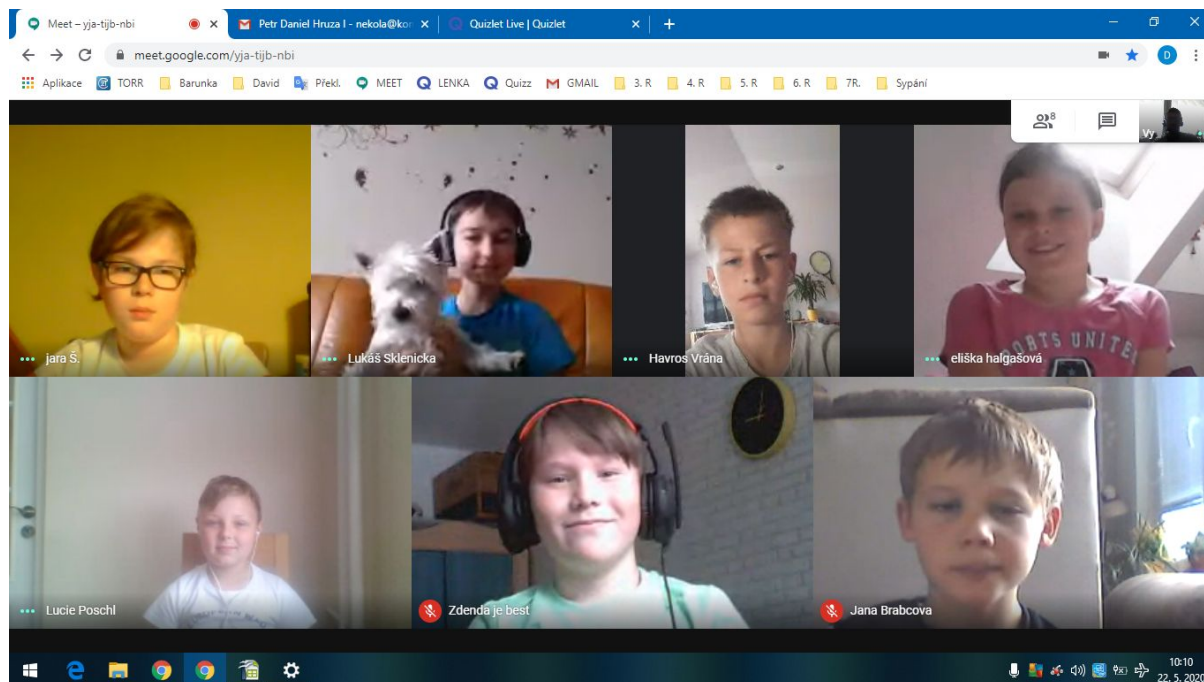 Meet – yja-tijb-nbi
Petr Daniel Hruza I - nekola@kor
Quizlet Live | Quizlet
meet.google.com/yja-tijb-nbi
D
Aplikace TORR Barunka David Překl. MEET LENKA Quizz GMAIL 3. R 4. R 5. R 6. R 7R. Sypání
8
Vy
UNITE
jara Š.
Lukáš Sklenicka
Havros Vrána
eliška halgašová
Lucie Poschl
Zdenda je best
Jana Brabcova
10:10
22. 5. 202